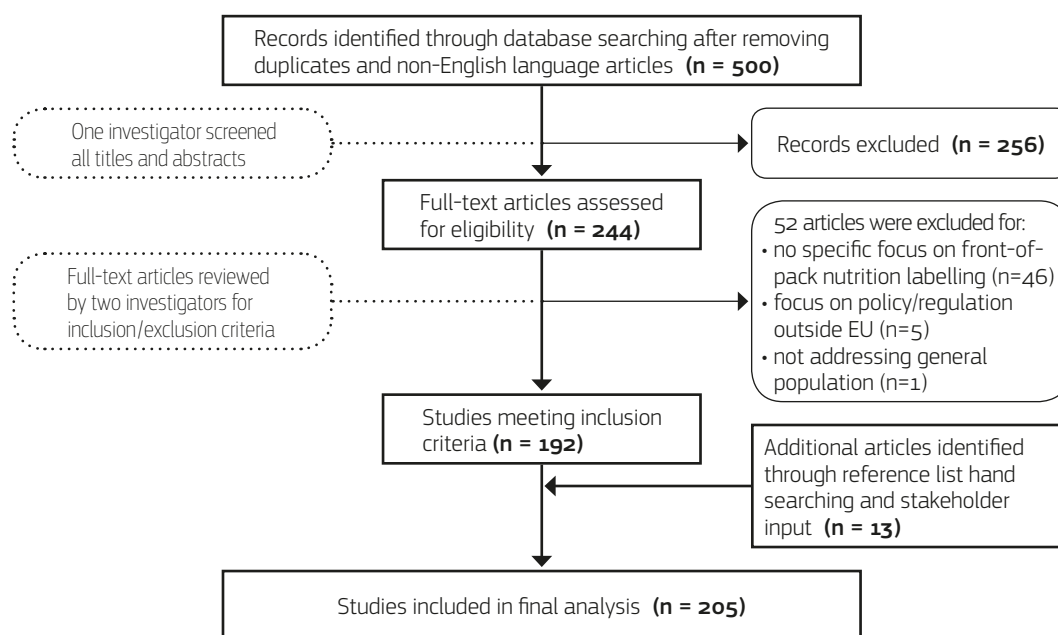 Records identified through database searching after removing
duplicates and non-English language articles (n = 500)
One investigator screened
all titles and abstracts
Records excluded (n = 256)
Full-text articles assessed
for eligibility (n = 244)
52 articles were excluded for:
• no specific focus on front-of-
pack nutrition labelling (n=46)
• focus on policy/regulation
outside EU (n=5)
• not addressing general
population (n=1)
Full-text articles reviewed
by two investigators for
inclusion/exclusion criteria
Studies meeting inclusion
criteria (n = 192)
Additional articles identified
through reference list hand
searching and stakeholder
input (n = 13)
Studies included in final analysis (n = 205)